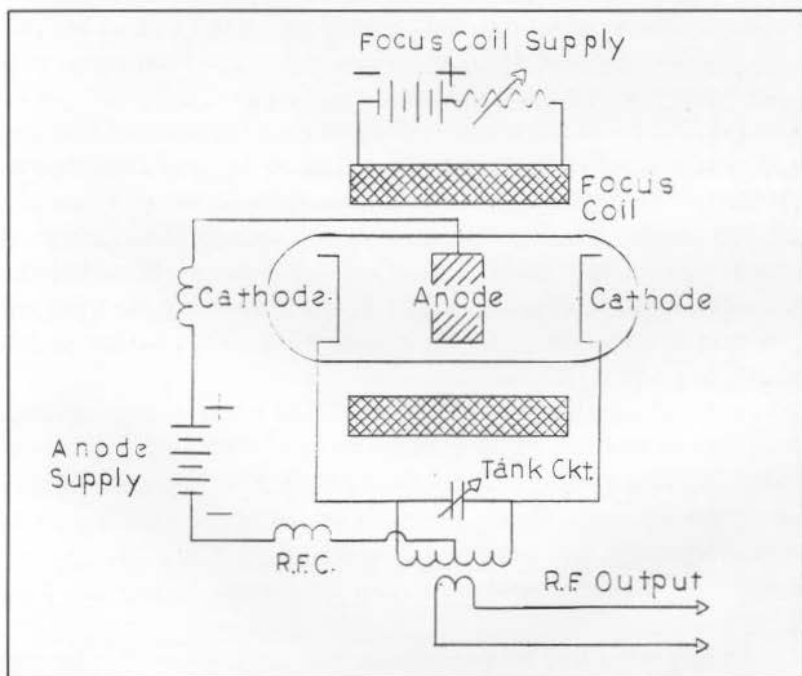 Focus Coil Supply
− +
Focus
Coil
Cathode
Anode
Cathode
+
Anode
Supply
−
Tank Ckt.
R.F.C.
R.F. Output